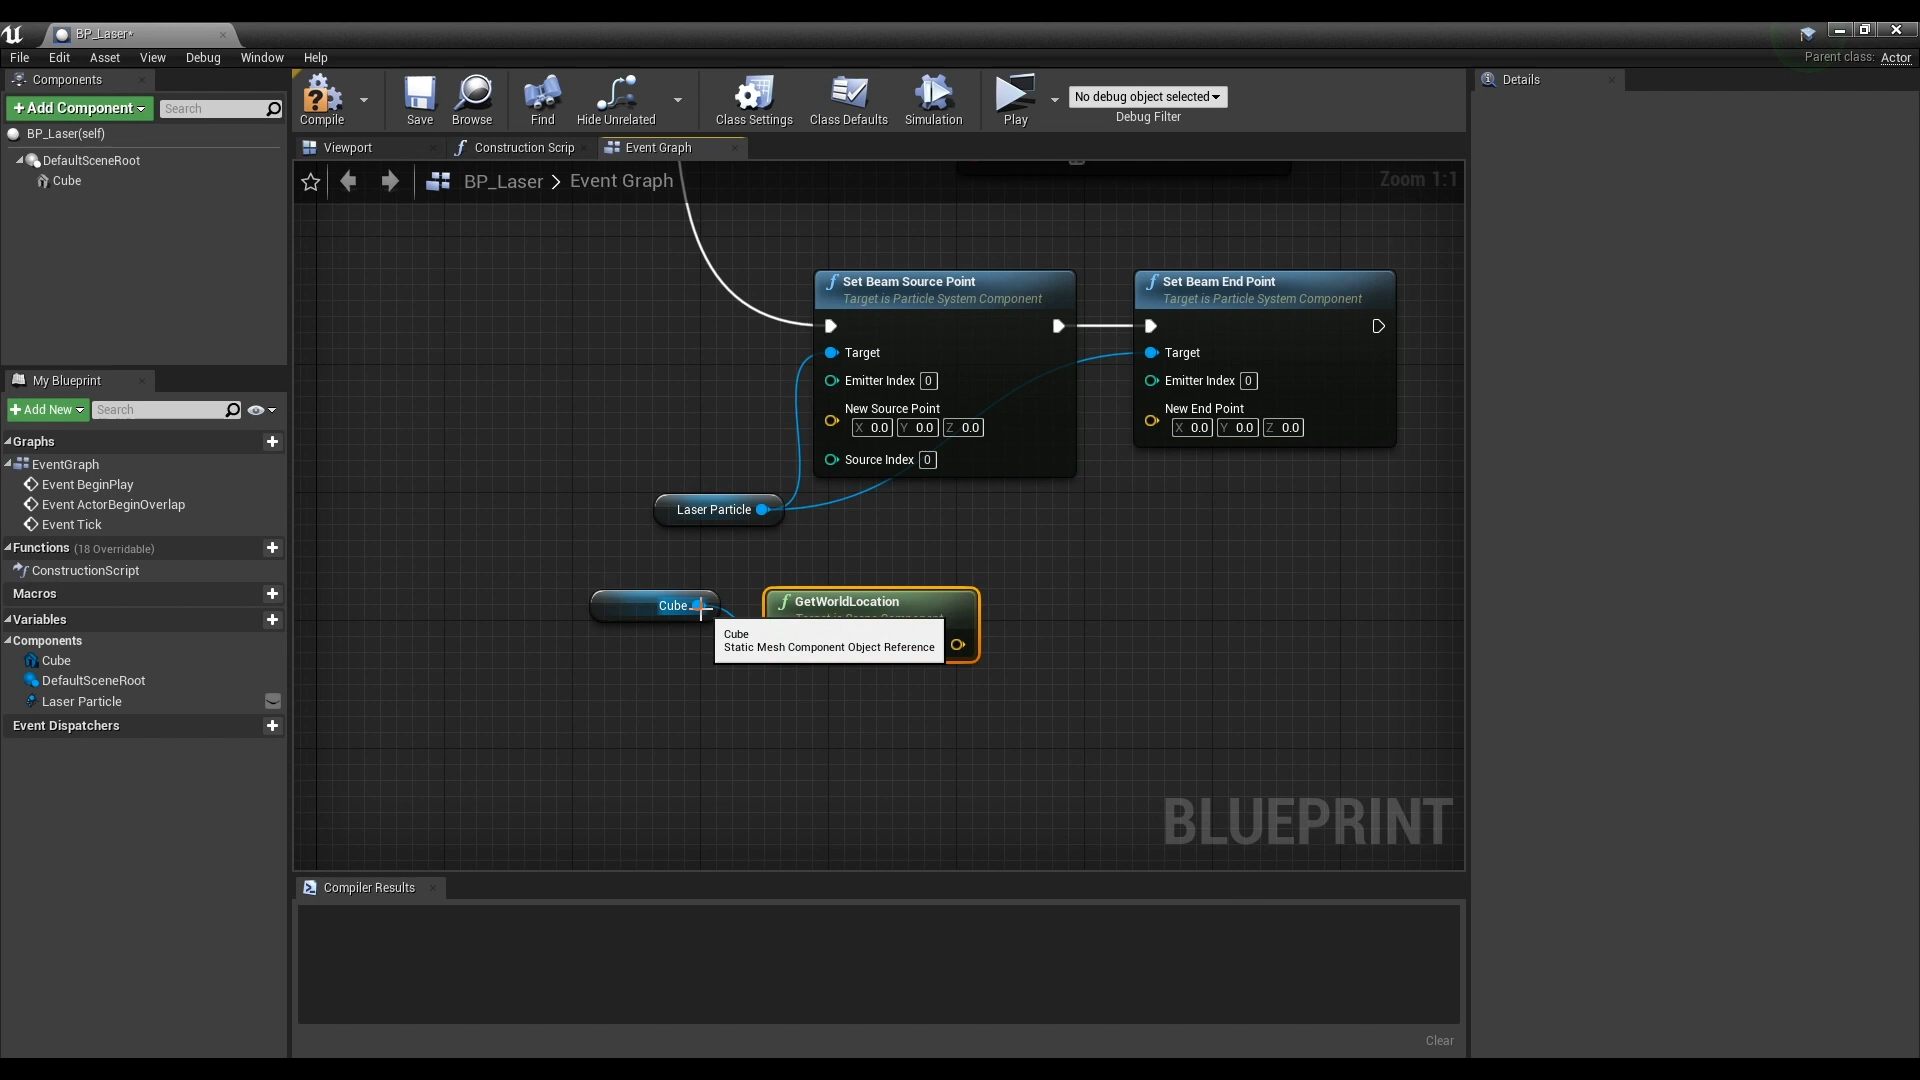 BP_Laser*
File Edit Asset View Debug Window Help
Parent class: Actor
Components
+Add Component
Search
BP_Laser(self)
DefaultSceneRoot
Cube
Compile
Save
Browse
Find
Hide Unrelated
Class Settings
Class Defaults
Simulation
Play
No debug object selected
Debug Filter
Details
Viewport
Construction Scrip
Event Graph
BP_Laser > Event Graph
Zoom 1:1
Set Beam Source Point
Target is Particle System Component
Target
Emitter Index 0
New Source Point
X 0.0 Y 0.0 Z 0.0
Source Index 0
Set Beam End Point
Target is Particle System Component
Target
Emitter Index 0
New End Point
X 0.0 Y 0.0 Z 0.0
Laser Particle
Cube
GetWorldLocation
Target is Scene Component
Cube
Static Mesh Component Object Reference
BLUEPRINT
My Blueprint
+Add New
Search
Graphs
EventGraph
Event BeginPlay
Event ActorBeginOverlap
Event Tick
Functions (18 Overridable)
ConstructionScript
Macros
Variables
Components
Cube
DefaultSceneRoot
Laser Particle
Event Dispatchers
Compiler Results
Clear